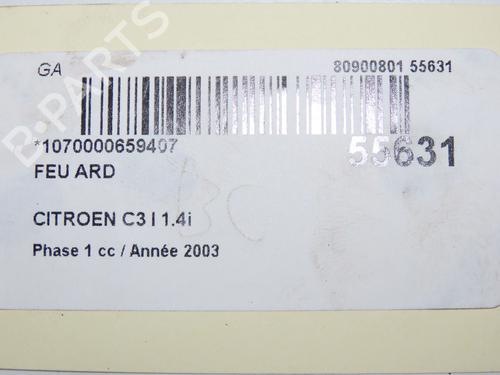 GA 80900801 55631
*1070000659407 55631
FEU ARD
CITROEN C3 I 1.4i
Phase 1 cc / Année 2003
B-PARTS